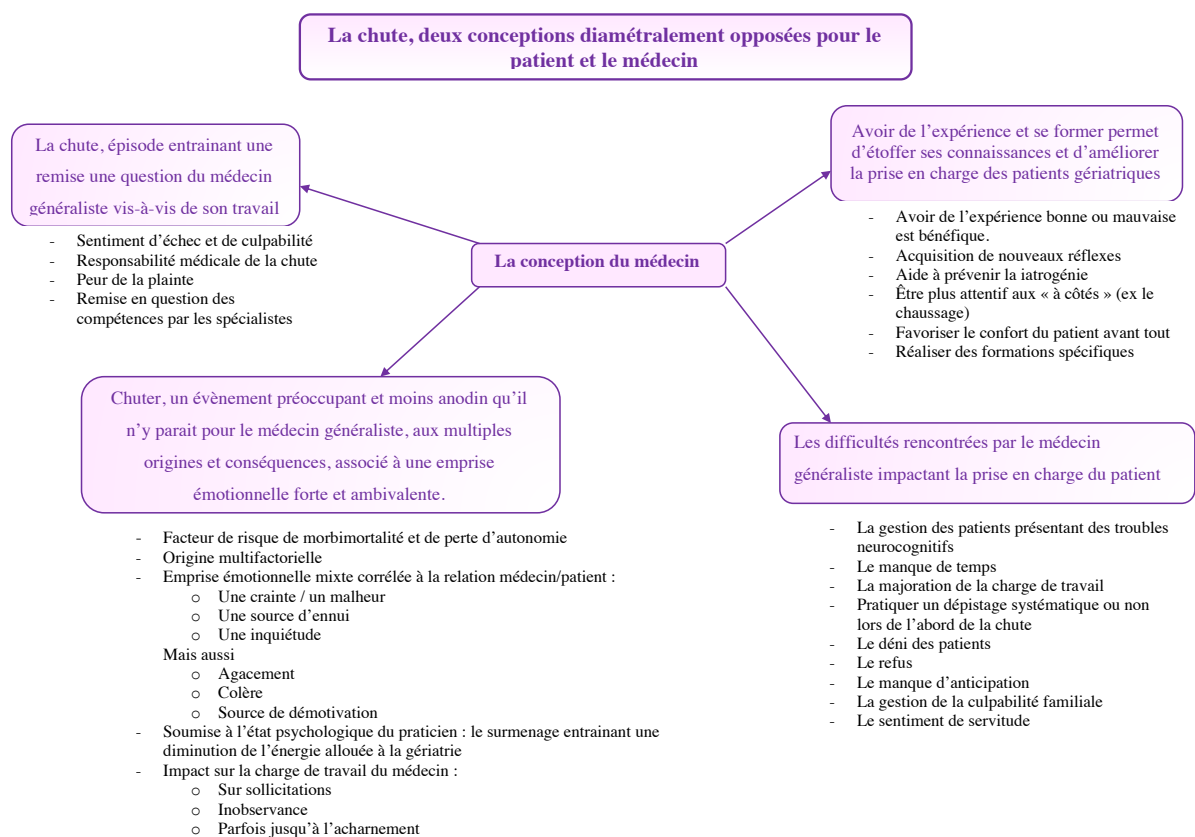 La chute, deux conceptions diamétralement opposées pour le
patient et le médecin
La chute, épisode entrainant une
remise une question du médecin
généraliste vis-à-vis de son travail
- Sentiment d’échec et de culpabilité
- Responsabilité médicale de la chute
- Peur de la plainte
- Remise en question des
compétences par les spécialistes
Avoir de l’expérience et se former permet
d’étoffer ses connaissances et d’améliorer
la prise en charge des patients gériatriques
- Avoir de l’expérience bonne ou mauvaise
est bénéfique.
- Acquisition de nouveaux réflexes
- Aide à prévenir la iatrogénie
- Être plus attentif aux « à côtés » (ex le
chaussage)
- Favoriser le confort du patient avant tout
- Réaliser des formations spécifiques
La conception du médecin
Chuter, un évènement préoccupant et moins anodin qu’il
n’y parait pour le médecin généraliste, aux multiples
origines et conséquences, associé à une emprise
émotionnelle forte et ambivalente.
- Facteur de risque de morbimortalité et de perte d’autonomie
- Origine multifactorielle
- Emprise émotionnelle mixte corrélée à la relation médecin/patient :
o Une crainte / un malheur
o Une source d’ennui
o Une inquiétude
Mais aussi
o Agacement
o Colère
o Source de démotivation
- Soumise à l’état psychologique du praticien : le surmenage entrainant une
diminution de l’énergie allouée à la gériatrie
- Impact sur la charge de travail du médecin :
o Sur sollicitations
o Inobservance
o Parfois jusqu’à l’acharnement
Les difficultés rencontrées par le médecin
généraliste impactant la prise en charge du patient
- La gestion des patients présentant des troubles
neurocognitifs
- Le manque de temps
- La majoration de la charge de travail
- Pratiquer un dépistage systématique ou non
lors de l’abord de la chute
- Le déni des patients
- Le refus
- Le manque d’anticipation
- La gestion de la culpabilité familiale
- Le sentiment de servitude